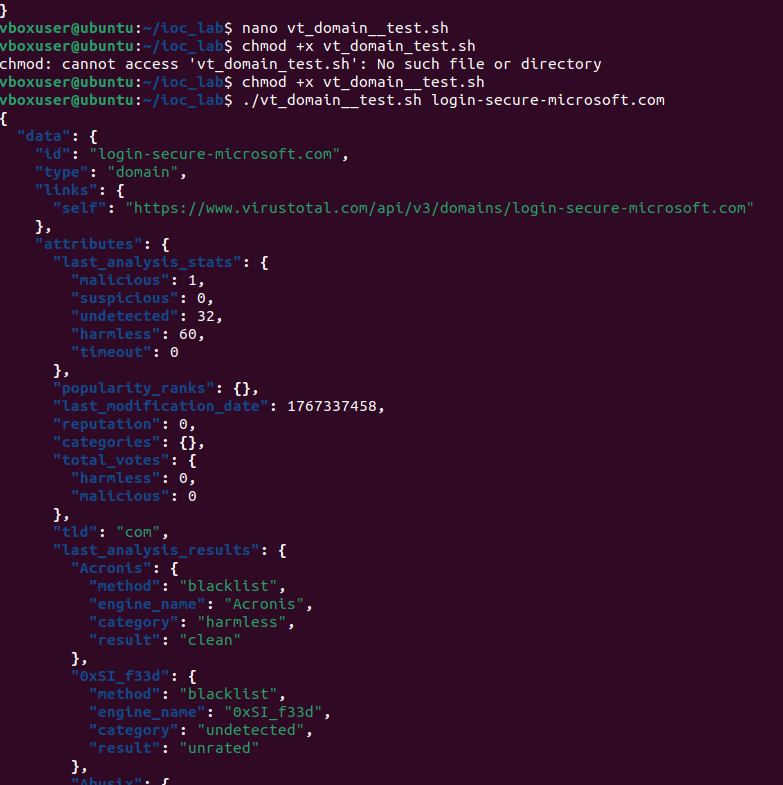 }
vboxuser@ubuntu:~/ioc_lab$ nano vt_domain__test.sh
vboxuser@ubuntu:~/ioc_lab$ chmod +x vt_domain_test.sh
chmod: cannot access 'vt_domain_test.sh': No such file or directory
vboxuser@ubuntu:~/ioc_lab$ chmod +x vt_domain__test.sh
vboxuser@ubuntu:~/ioc_lab$ ./vt_domain__test.sh login-secure-microsoft.com
{
  "data": {
    "id": "login-secure-microsoft.com",
    "type": "domain",
    "links": {
      "self": "https://www.virustotal.com/api/v3/domains/login-secure-microsoft.com"
    },
    "attributes": {
      "last_analysis_stats": {
        "malicious": 1,
        "suspicious": 0,
        "undetected": 32,
        "harmless": 60,
        "timeout": 0
      },
      "popularity_ranks": {},
      "last_modification_date": 1767337458,
      "reputation": 0,
      "categories": {},
      "total_votes": {
        "harmless": 0,
        "malicious": 0
      },
      "tld": "com",
      "last_analysis_results": {
        "Acronis": {
          "method": "blacklist",
          "engine_name": "Acronis",
          "category": "harmless",
          "result": "clean"
        },
        "0xSI_f33d": {
          "method": "blacklist",
          "engine_name": "0xSI_f33d",
          "category": "undetected",
          "result": "unrated"
        },
        "Abusix": {